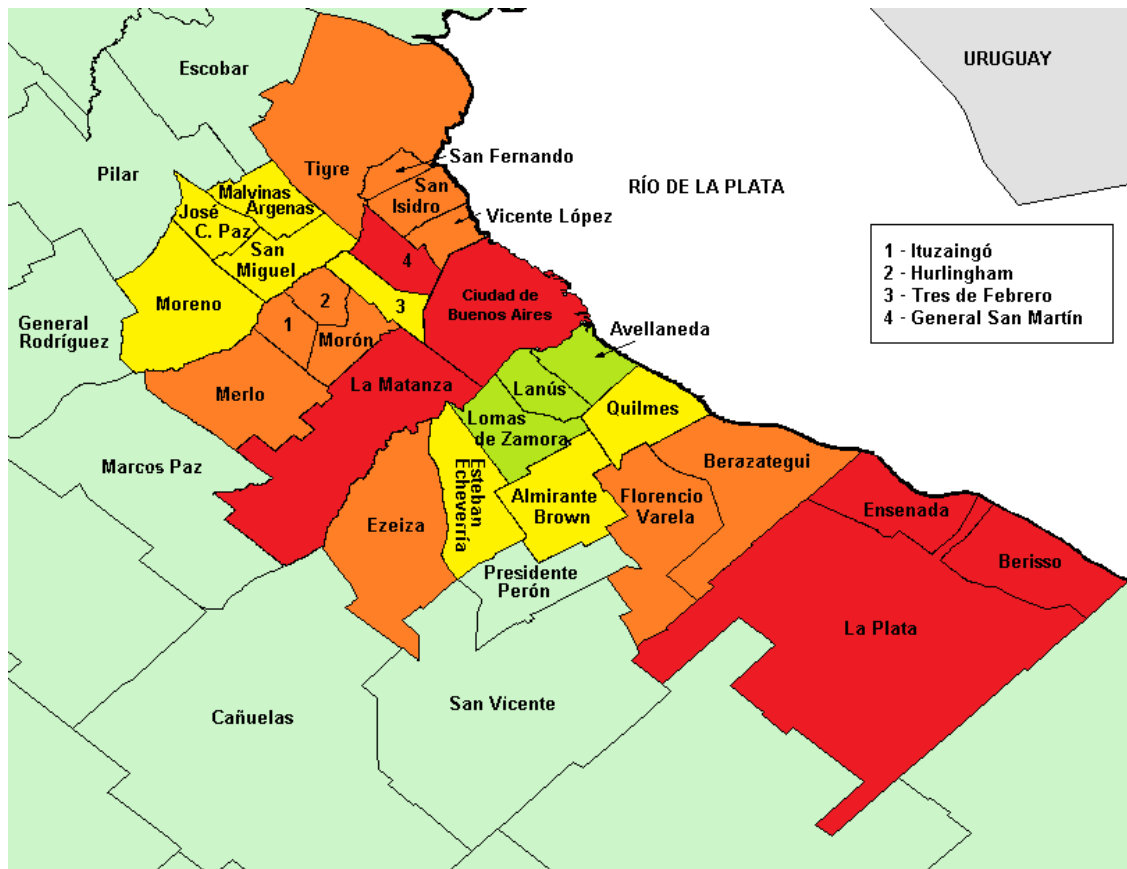 URUGUAY
Escobar
San Fernando
Tigre
Pilar
RÍO DE LA PLATA
Malvinas
Argenas
San
Isidro
José
C. Paz
Vicente López
San
Miguel
1 - Ituzaingó
2 - Hurlingham
3 - Tres de Febrero
4 - General San Martín
4
Moreno
Ciudad de
Buenos Aires
2
3
1
Morón
General
Rodríguez
Avellaneda
La Matanza
Merlo
Lanús
Quilmes
Lomas
de Zamora
Marcos Paz
Berazategui
Esteban
Echeverría
Almirante
Brown
Florencio
Varela
Ezeiza
Ensenada
Berisso
Presidente
Perón
La Plata
San Vicente
Cañuelas